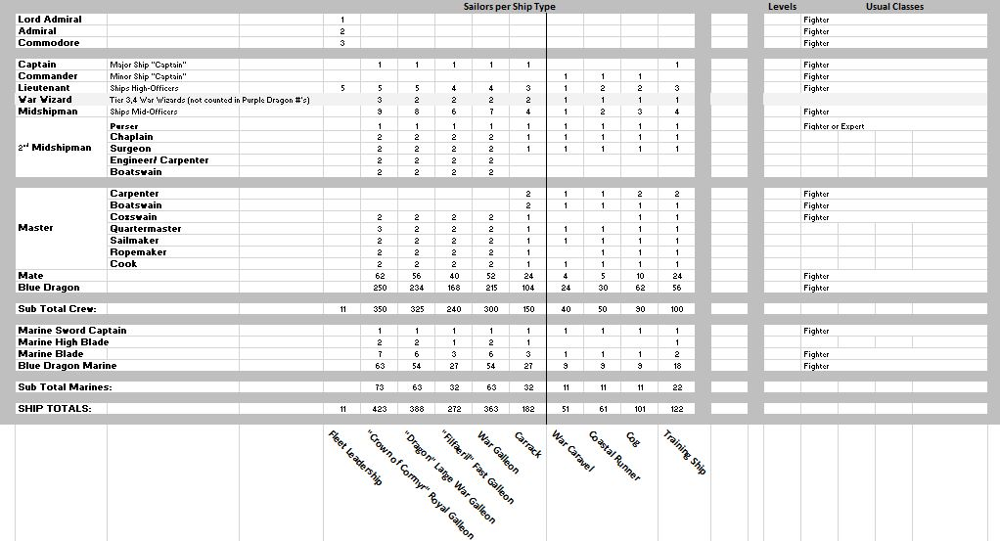 Sailors per Ship Type Levels Usual Classes
Lord Admiral 1 Fighter
Admiral 2 Fighter
Commodore 3 Fighter
Captain Major Ship "Captain" 1 1 1 1 1 1 Fighter
Commander Minor Ship "Captain" 1 1 1 Fighter
Lieutenant Ships High-Officers 5 5 5 4 4 3 1 2 2 3 Fighter
War Wizard Tier 3,4 War Wizards (not counted in Purple Dragon #'s) 3 2 2 2 2 1 1 1 1
Midshipman Ships Mid-Officers 9 8 6 7 4 1 2 3 4 Fighter
Purser 1 1 1 1 1 1 1 1 1 Fighter or Expert
Chaplain 2 2 2 2 1 1 1 1 1
2nd Midshipman Surgeon 2 2 2 2 1 1 1 1 1
Engineer/ Carpenter 2 2 2 2
Boatswain 2 2 2 2
Carpenter 2 1 1 2 2 Fighter
Boatswain 2 1 1 1 1 Fighter
Coxswain 2 2 2 2 1 1 1 Fighter
Master Quartermaster 3 2 2 2 1 1 1 1 1
Sailmaker 2 2 2 2 1 1 1 1 1
Ropemaker 2 2 2 2 1 1 1 1
Cook 2 2 2 2 1 1 1 1 1
Mate 62 56 40 52 24 4 5 10 24 Fighter
Blue Dragon 250 234 168 215 104 24 30 62 56 Fighter
Sub Total Crew: 11 350 325 240 300 150 40 50 90 100
Marine Sword Captain 1 1 1 1 1 1 1 1 1 Fighter
Marine High Blade 2 2 1 2 1 1
Marine Blade 7 6 3 6 3 1 1 1 2 Fighter
Blue Dragon Marine 63 54 27 54 27 9 9 9 18 Fighter
Sub Total Marines: 73 63 32 63 32 11 11 11 22
SHIP TOTALS: 11 423 388 272 363 182 51 61 101 122
Fleet Leadership
"Crown of Cormyr" Royal Galleon
"Dragon" Large War Galleon
"Filfaeril" Fast Galleon
War Galleon
Carrack
War Caravel
Coastal Runner
Cog
Training Ship